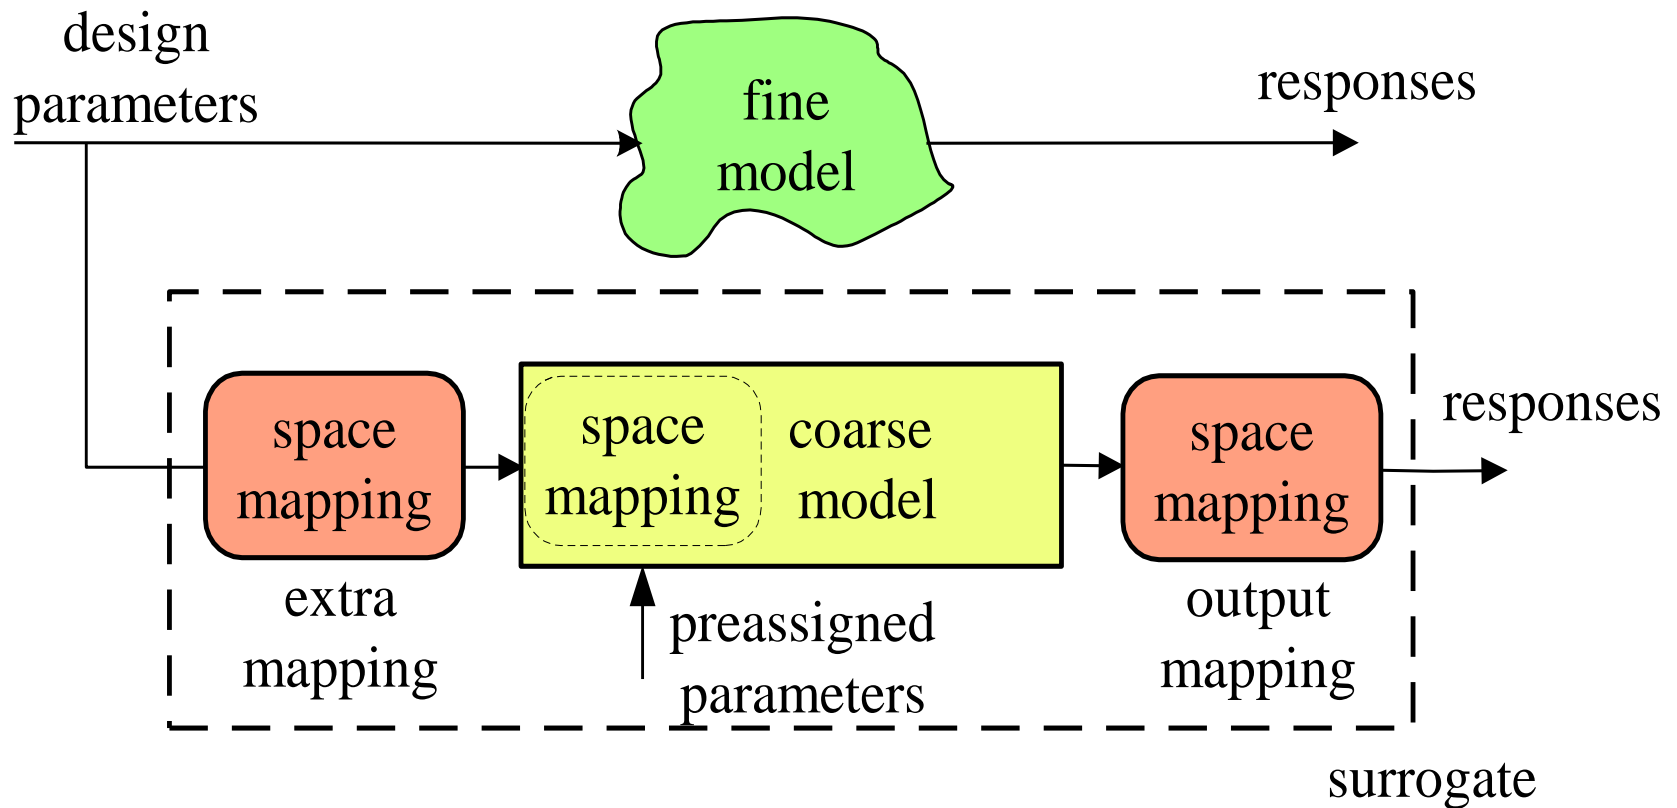 design
parameters
fine
model
responses
space
mapping
extra
mapping
space
mapping
coarse
model
preassigned
parameters
space
mapping
output
mapping
responses
surrogate